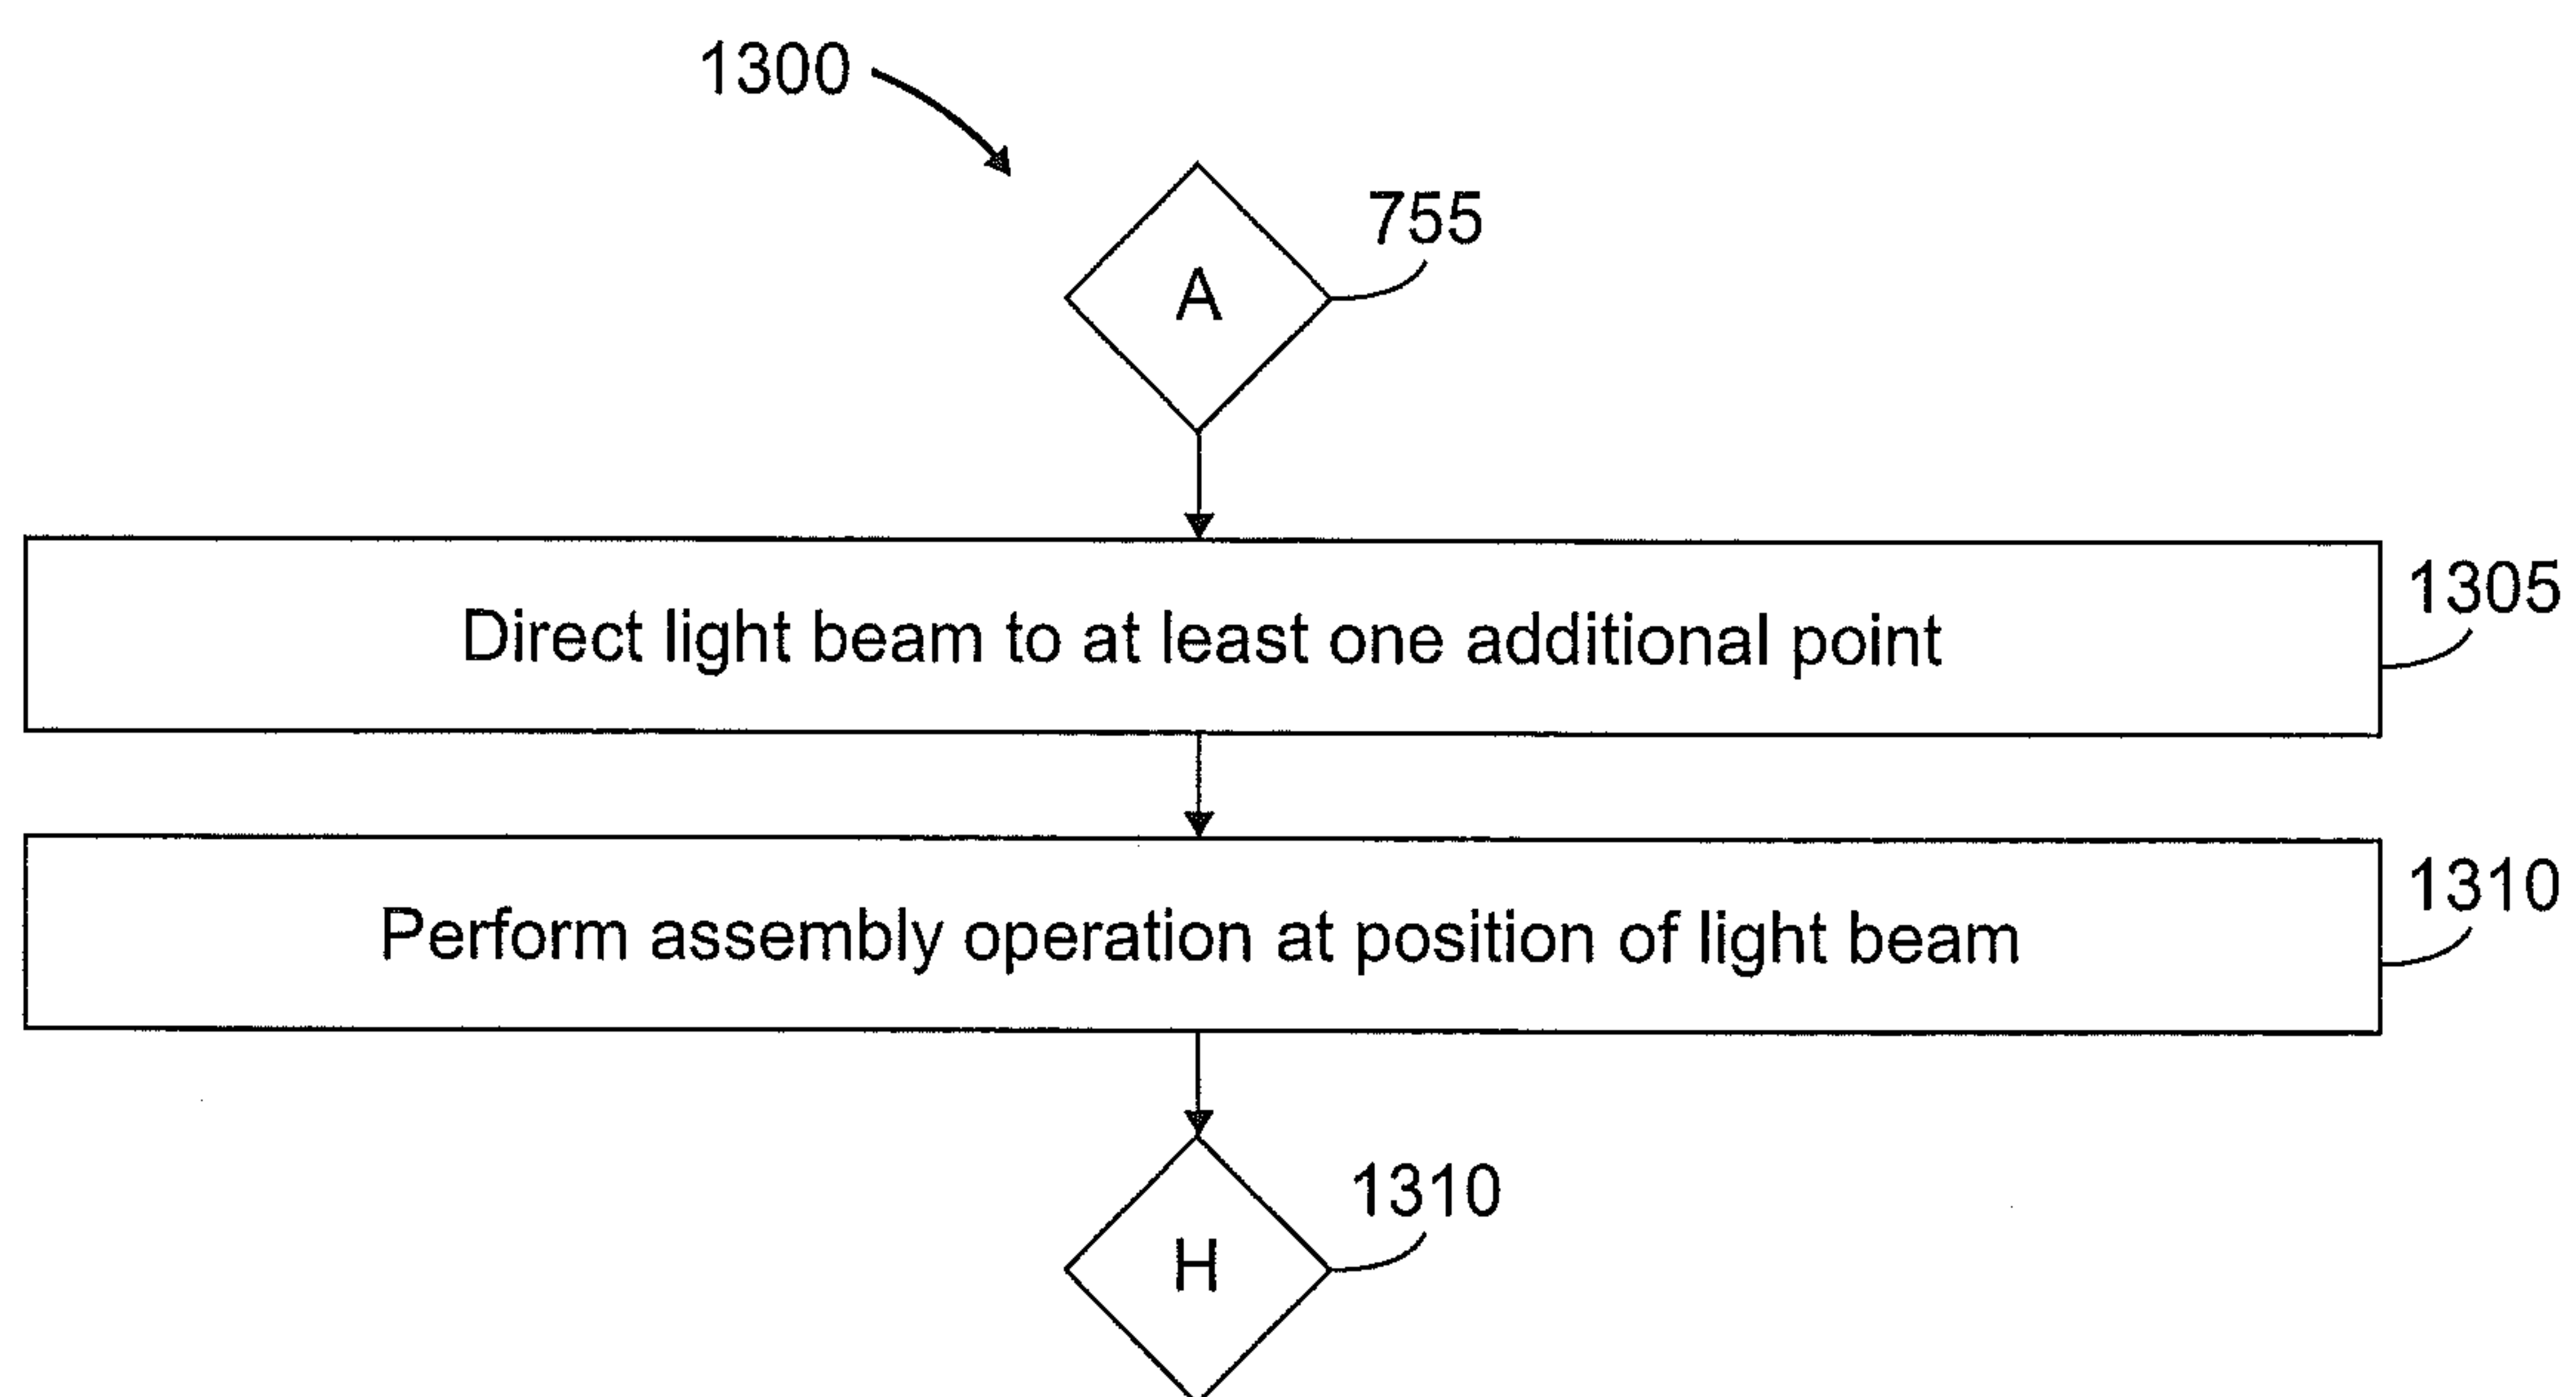 1300
755
A
1305
Direct light beam to at least one additional point
1310
Perform assembly operation at position of light beam
1310
H